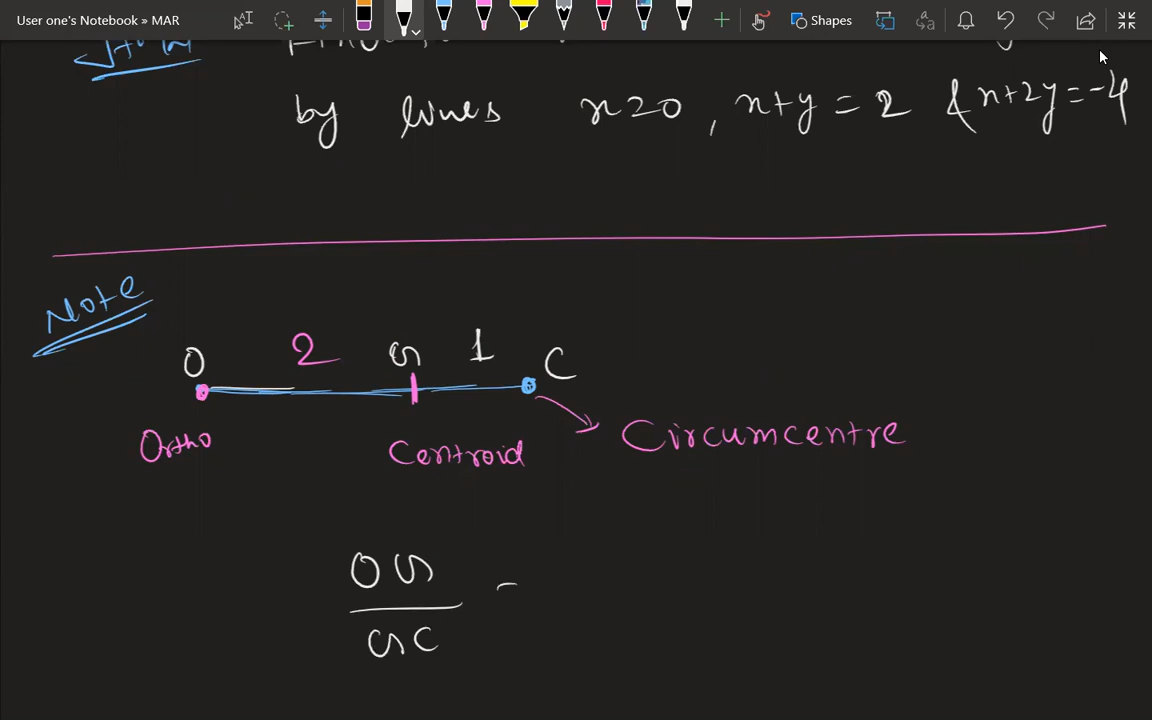 User one's Notebook » MAR
Shapes
by lines x=0, x+y = 2 & x+2y=-4
Note
O 2 G 1 C
Ortho Centroid Circumcentre
OG =
GC